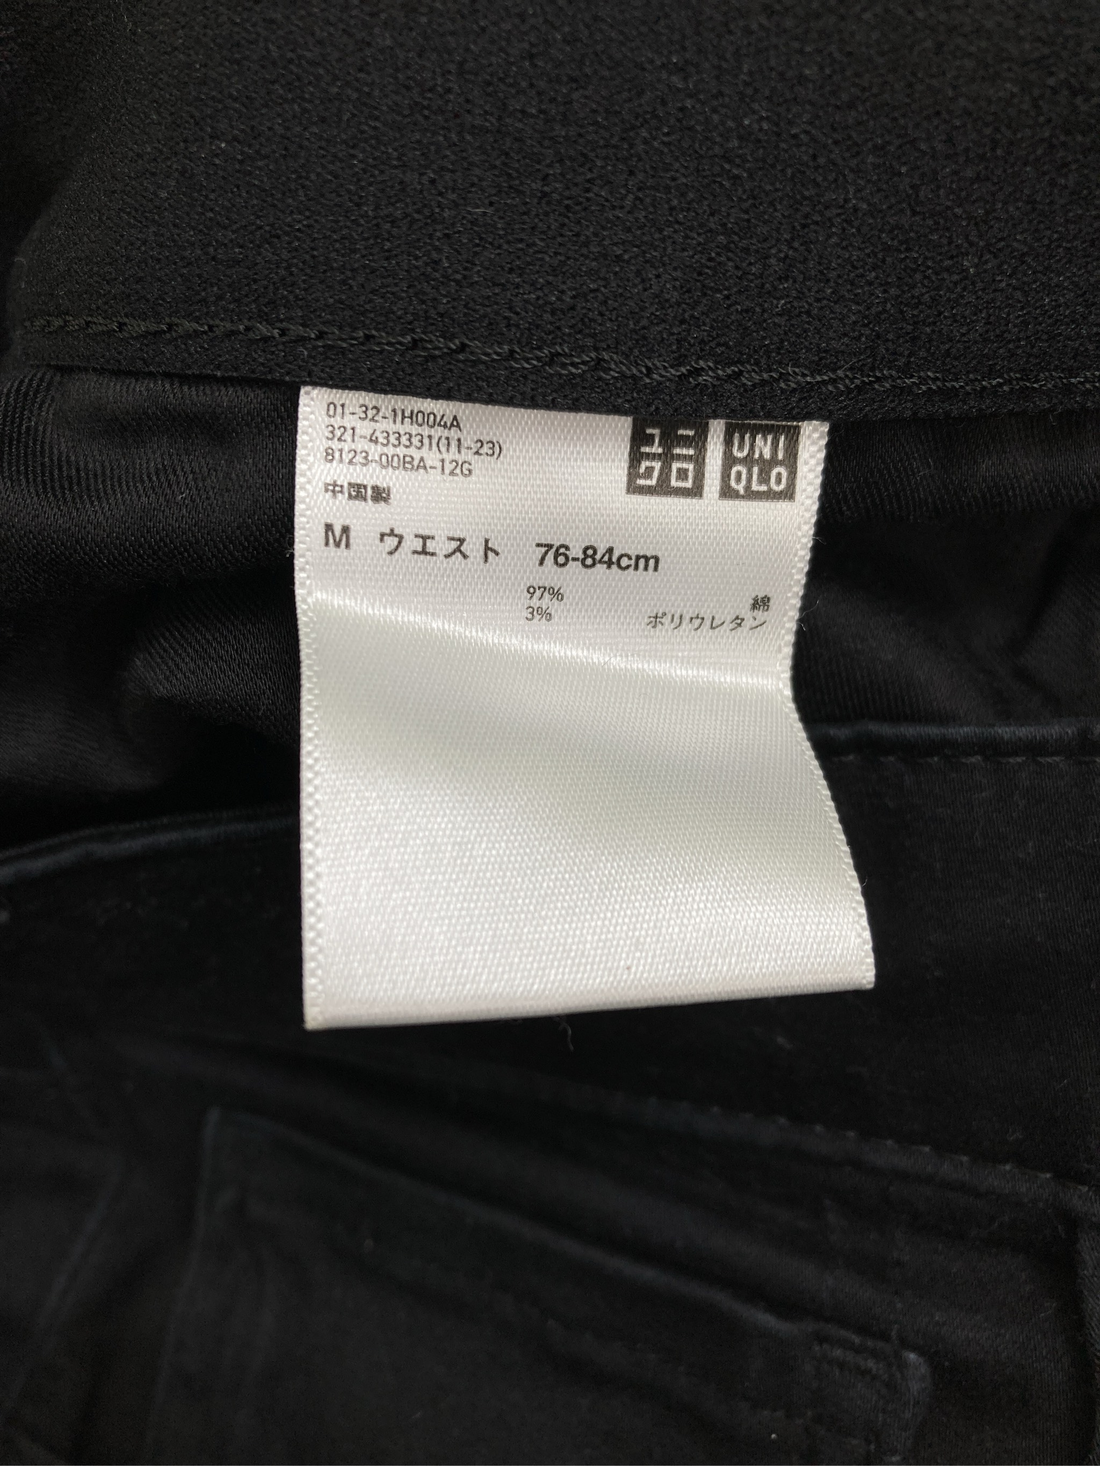 01-32-1H004A
321-433331(11-23)
8123-00BA-12G
中国製
ユニ
クロ
UNI
QLO
M ウエスト 76-84cm
97% 綿
3% ポリウレタン